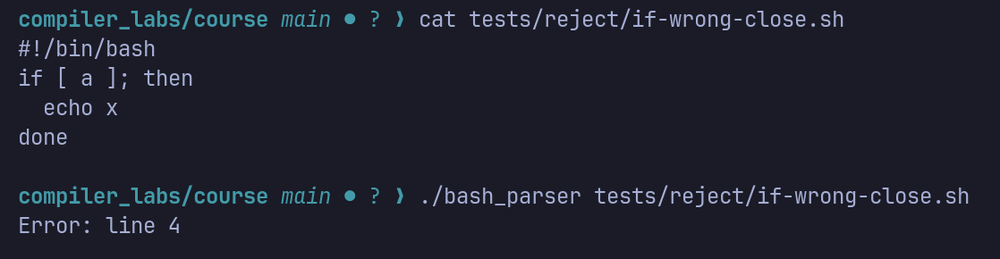 compiler_labs/course main ● ? ❯ cat tests/reject/if-wrong-close.sh
#!/bin/bash
if [ a ]; then
  echo x
done
compiler_labs/course main ● ? ❯ ./bash_parser tests/reject/if-wrong-close.sh
Error: line 4